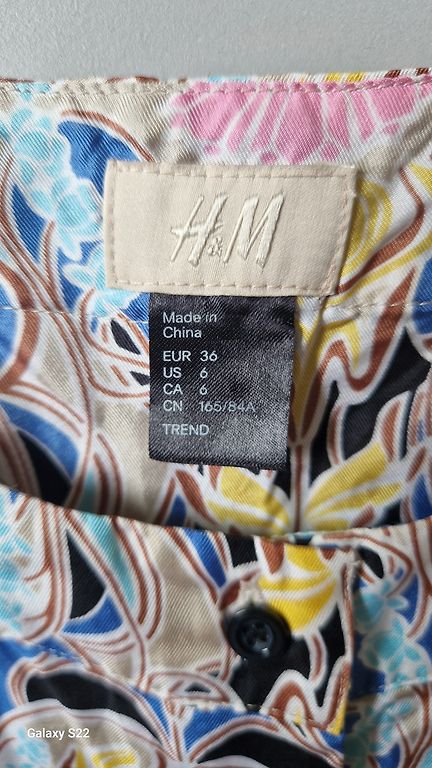 H&M
Made in
China
EUR 36
US 6
CA 6
CN 165/84A
TREND
Galaxy S22